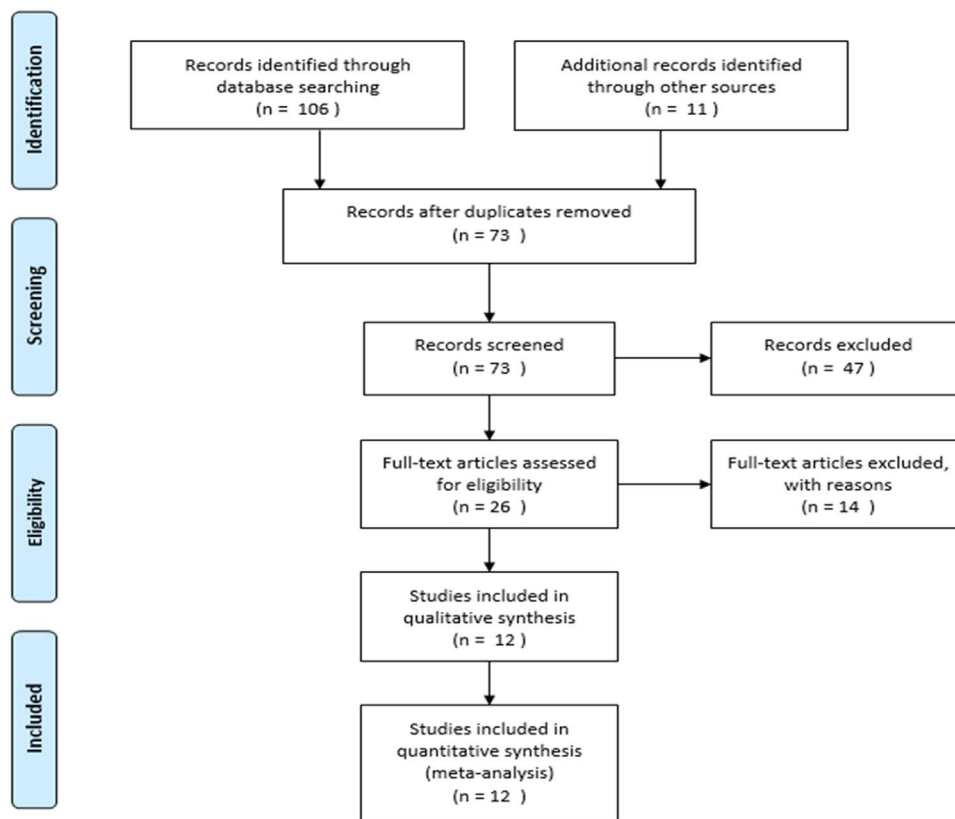 Identification
Records identified through
database searching
(n = 106 )
Additional records identified
through other sources
(n = 11 )
Records after duplicates removed
(n = 73 )
Screening
Records screened
(n = 73 )
Records excluded
(n = 47 )
Eligibility
Full-text articles assessed
for eligibility
(n = 26 )
Full-text articles excluded,
with reasons
(n = 14 )
Studies included in
qualitative synthesis
(n = 12 )
Included
Studies included in
quantitative synthesis
(meta-analysis)
(n = 12 )